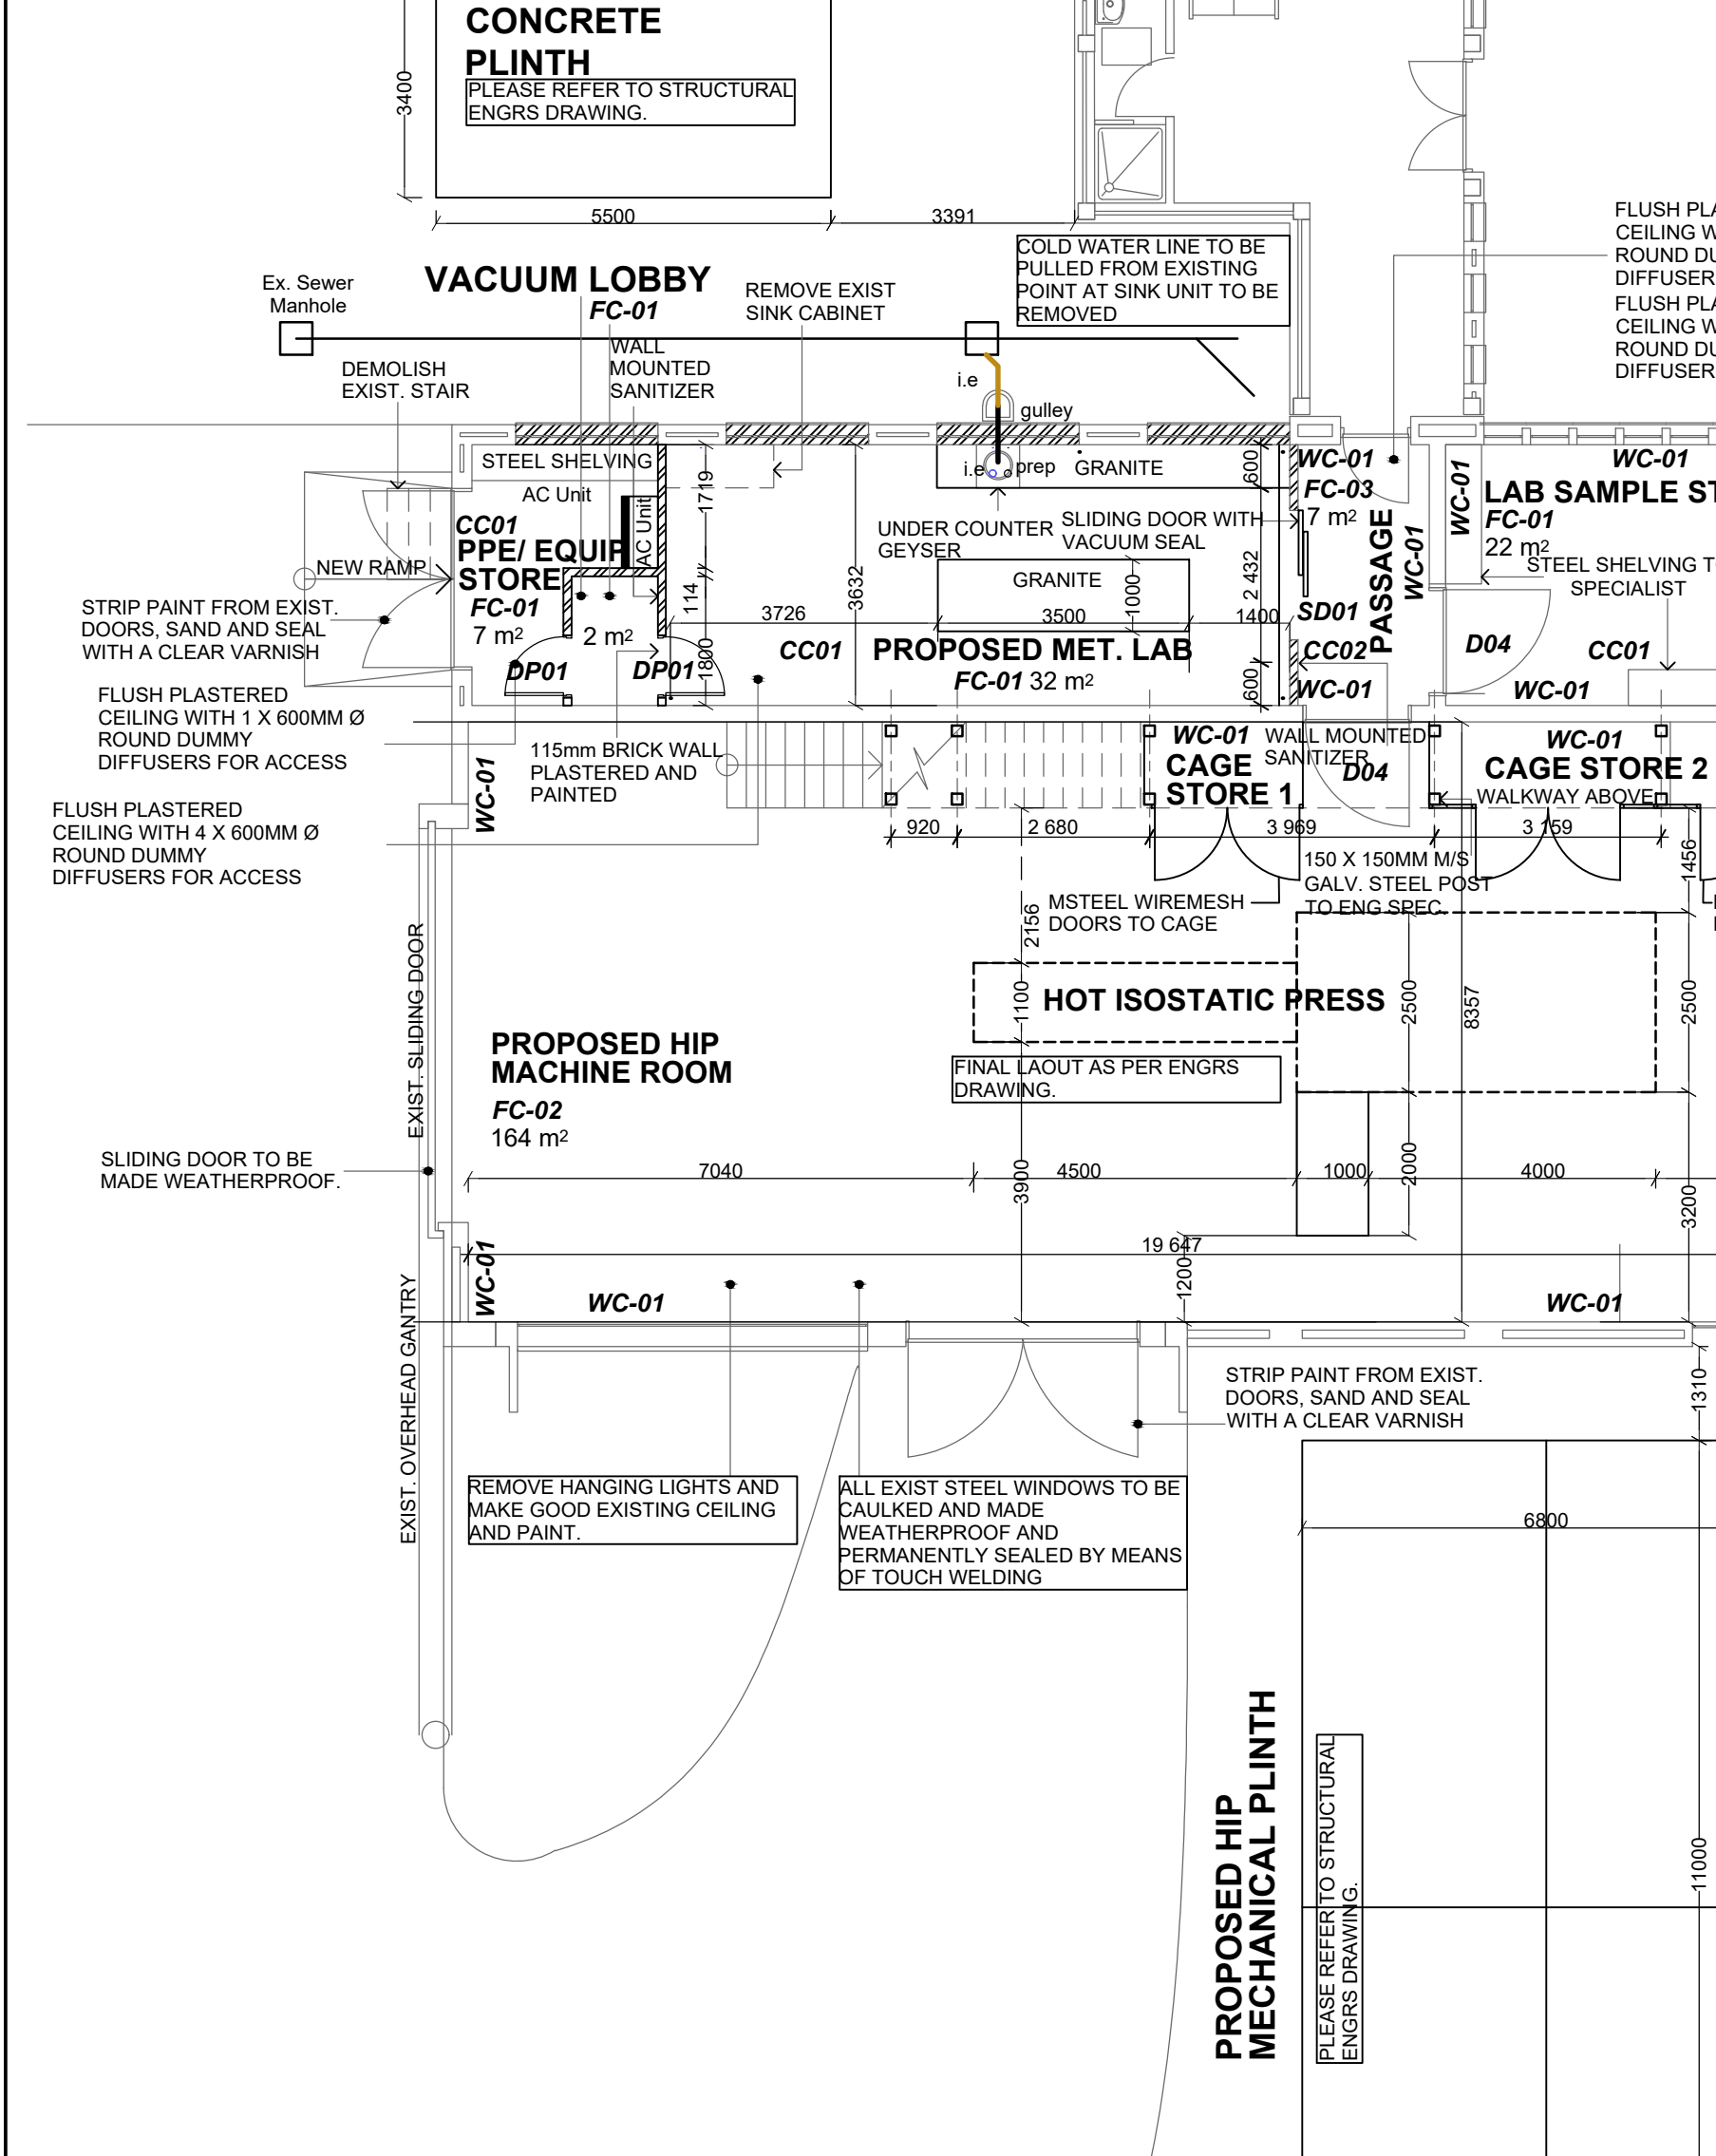 CONCRETE
PLINTH
PLEASE REFER TO STRUCTURAL
ENGRS DRAWING.
3400
5500
3391
COLD WATER LINE TO BE
PULLED FROM EXISTING
POINT AT SINK UNIT TO BE
REMOVED
VACUUM LOBBY
FC-01
Ex. Sewer
Manhole
REMOVE EXIST
SINK CABINET
WALL
MOUNTED
SANITIZER
DEMOLISH
EXIST. STAIR
i.e
gulley
FLUSH PLA
CEILING W
ROUND DU
DIFFUSER
FLUSH PLA
CEILING W
ROUND DU
DIFFUSER
STEEL SHELVING
AC Unit
AC Unit
CC01
PPE/ EQUIP
STORE
FC-01
7 m²
2 m²
DP01
DP01
NEW RAMP
STRIP PAINT FROM EXIST.
DOORS, SAND AND SEAL
WITH A CLEAR VARNISH
FLUSH PLASTERED
CEILING WITH 1 X 600MM Ø
ROUND DUMMY
DIFFUSERS FOR ACCESS
FLUSH PLASTERED
CEILING WITH 4 X 600MM Ø
ROUND DUMMY
DIFFUSERS FOR ACCESS
1719
114
1800
3632
i.e
prep
GRANITE
600
UNDER COUNTER
GEYSER
SLIDING DOOR WITH
VACUUM SEAL
GRANITE
1000
2 432
3726
3500
1400
CC01
PROPOSED MET. LAB
FC-01 32 m²
600
WC-01
FC-03
7 m²
PASSAGE
WC-01
SD01
CC02
WC-01
WC-01
WC-01
LAB SAMPLE ST
FC-01
22 m²
STEEL SHELVING TO
SPECIALIST
D04
CC01
WC-01
115mm BRICK WALL
PLASTERED AND
PAINTED
WC-01
WC-01
CAGE
STORE 1
WALL MOUNTED
SANITIZER
D04
WC-01
CAGE STORE 2
WALKWAY ABOVE
920
2 680
3 969
3 159
150 X 150MM M/S
GALV. STEEL POST
TO ENG SPEC.
1456
MSTEEL WIREMESH
DOORS TO CAGE
2156
1100
HOT ISOSTATIC PRESS
2500
8357
2500
FINAL LAOUT AS PER ENGRS
DRAWING.
EXIST. SLIDING DOOR
PROPOSED HIP
MACHINE ROOM
FC-02
164 m²
SLIDING DOOR TO BE
MADE WEATHERPROOF.
7040
4500
1000
4000
3900
2000
3200
19 647
1200
WC-01
WC-01
WC-01
EXIST. OVERHEAD GANTRY
STRIP PAINT FROM EXIST.
DOORS, SAND AND SEAL
WITH A CLEAR VARNISH
1310
REMOVE HANGING LIGHTS AND
MAKE GOOD EXISTING CEILING
AND PAINT.
ALL EXIST STEEL WINDOWS TO BE
CAULKED AND MADE
WEATHERPROOF AND
PERMANENTLY SEALED BY MEANS
OF TOUCH WELDING
6800
11000
PROPOSED HIP
MECHANICAL PLINTH
PLEASE REFER TO STRUCTURAL
ENGRS DRAWING.